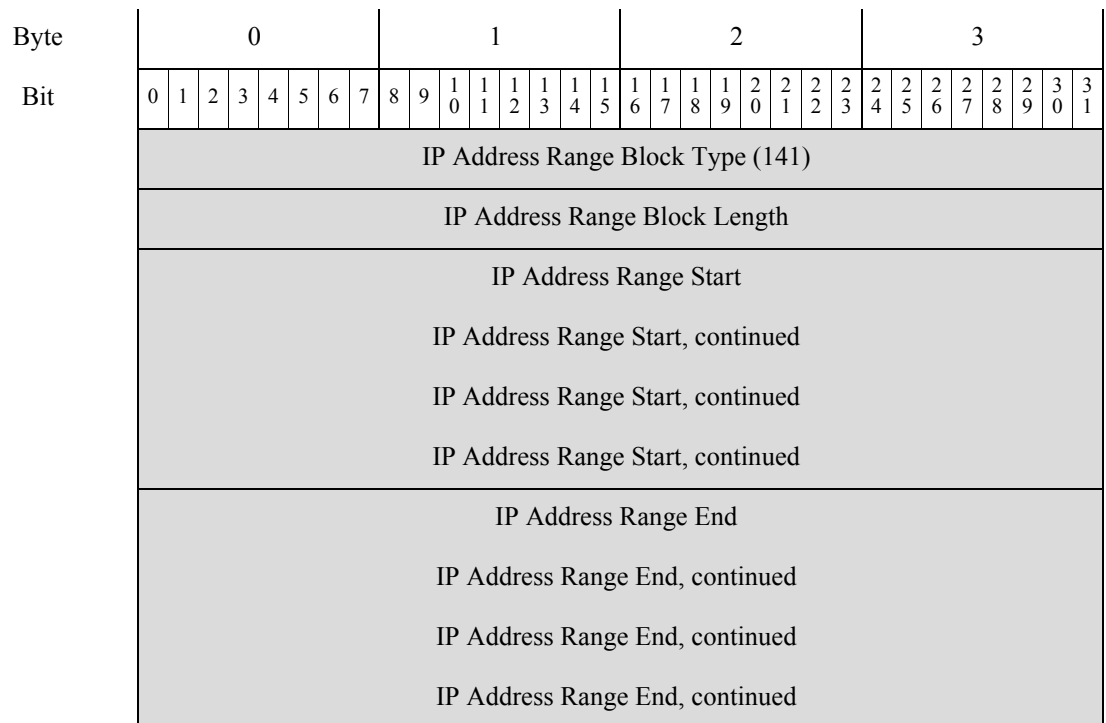 Byte 0 1 2 3
Bit 0 1 2 3 4 5 6 7 8 9 10 11 12 13 14 15 16 17 18 19 20 21 22 23 24 25 26 27 28 29 30 31
IP Address Range Block Type (141)
IP Address Range Block Length
IP Address Range Start
IP Address Range Start, continued
IP Address Range Start, continued
IP Address Range Start, continued
IP Address Range End
IP Address Range End, continued
IP Address Range End, continued
IP Address Range End, continued